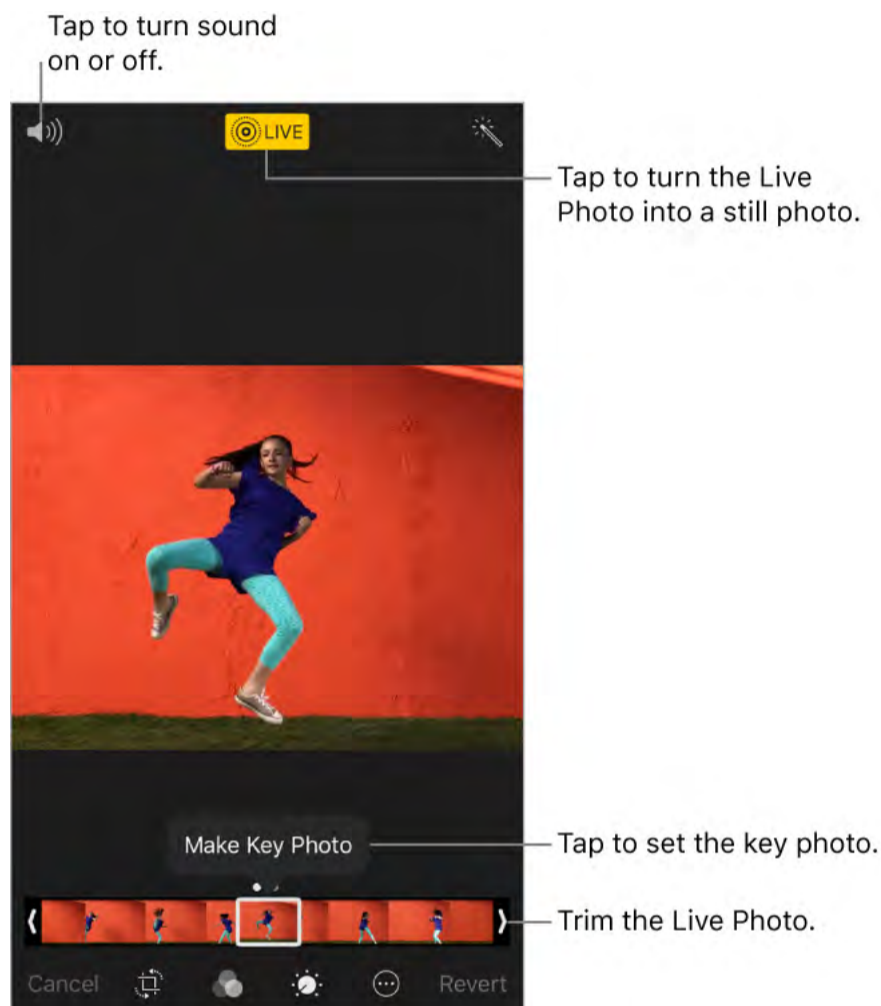 Tap to turn sound
on or off.
LIVE
Tap to turn the Live
Photo into a still photo.
Make Key Photo
Tap to set the key photo.
Trim the Live Photo.
Cancel
Revert